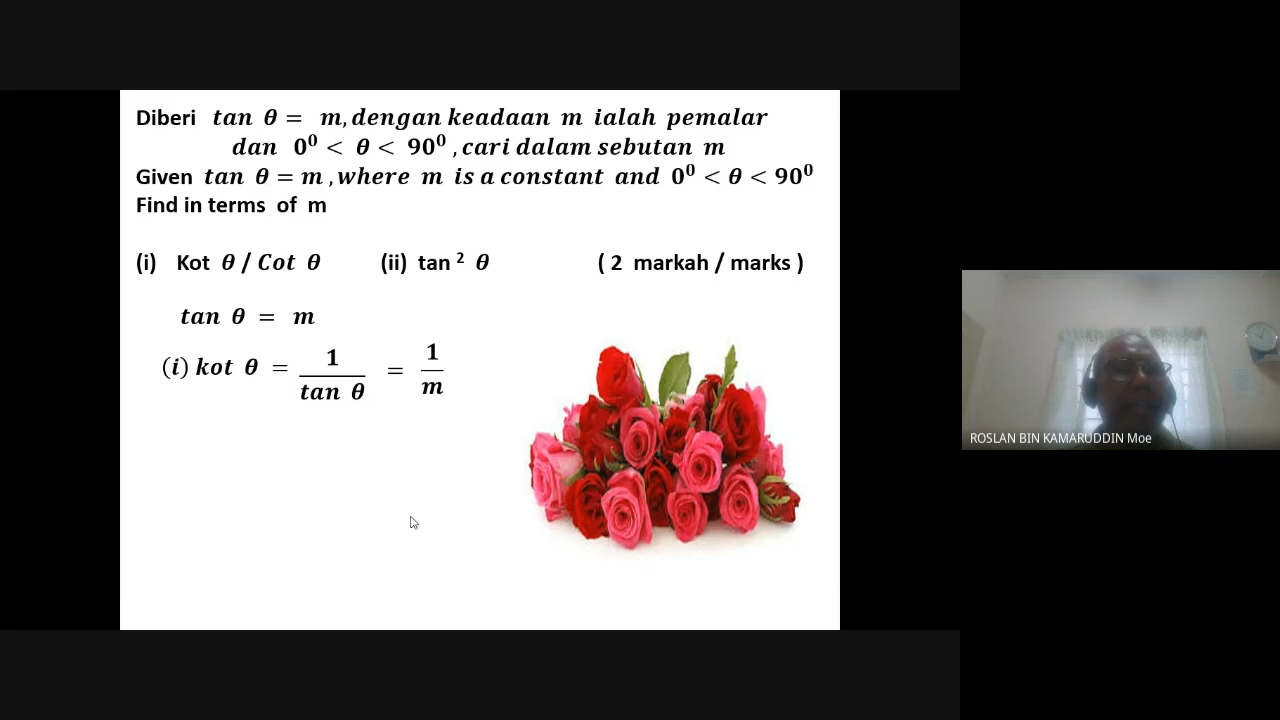 Diberi tan θ = m, dengan keadaan m ialah pemalar
dan 0⁰ < θ < 90⁰ , cari dalam sebutan m
Given tan θ = m , where m is a constant and 0⁰ < θ < 90⁰
Find in terms of m
(i) Kot θ / Cot θ (ii) tan ² θ ( 2 markah / marks )
tan θ = m
(i) kot θ = 1 / tan θ = 1 / m
ROSLAN BIN KAMARUDDIN Moe